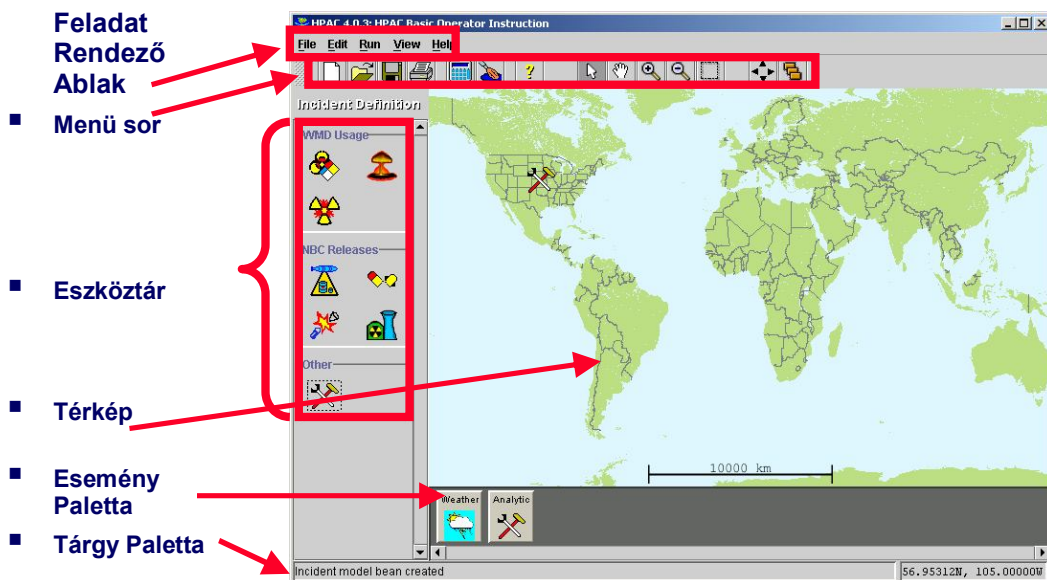 Feladat
Rendező
Ablak
Menü sor
Eszköztár
Térkép
Esemény
Paletta
Tárgy Paletta
HPAC 4.0.3: HPAC Basic Operator Instruction
File Edit Run View Help
Incident Definition
WMD Usage
NBC Releases
Other
10000 km
Weather Analytic
Incident model bean created
56.95312N, 105.00000W